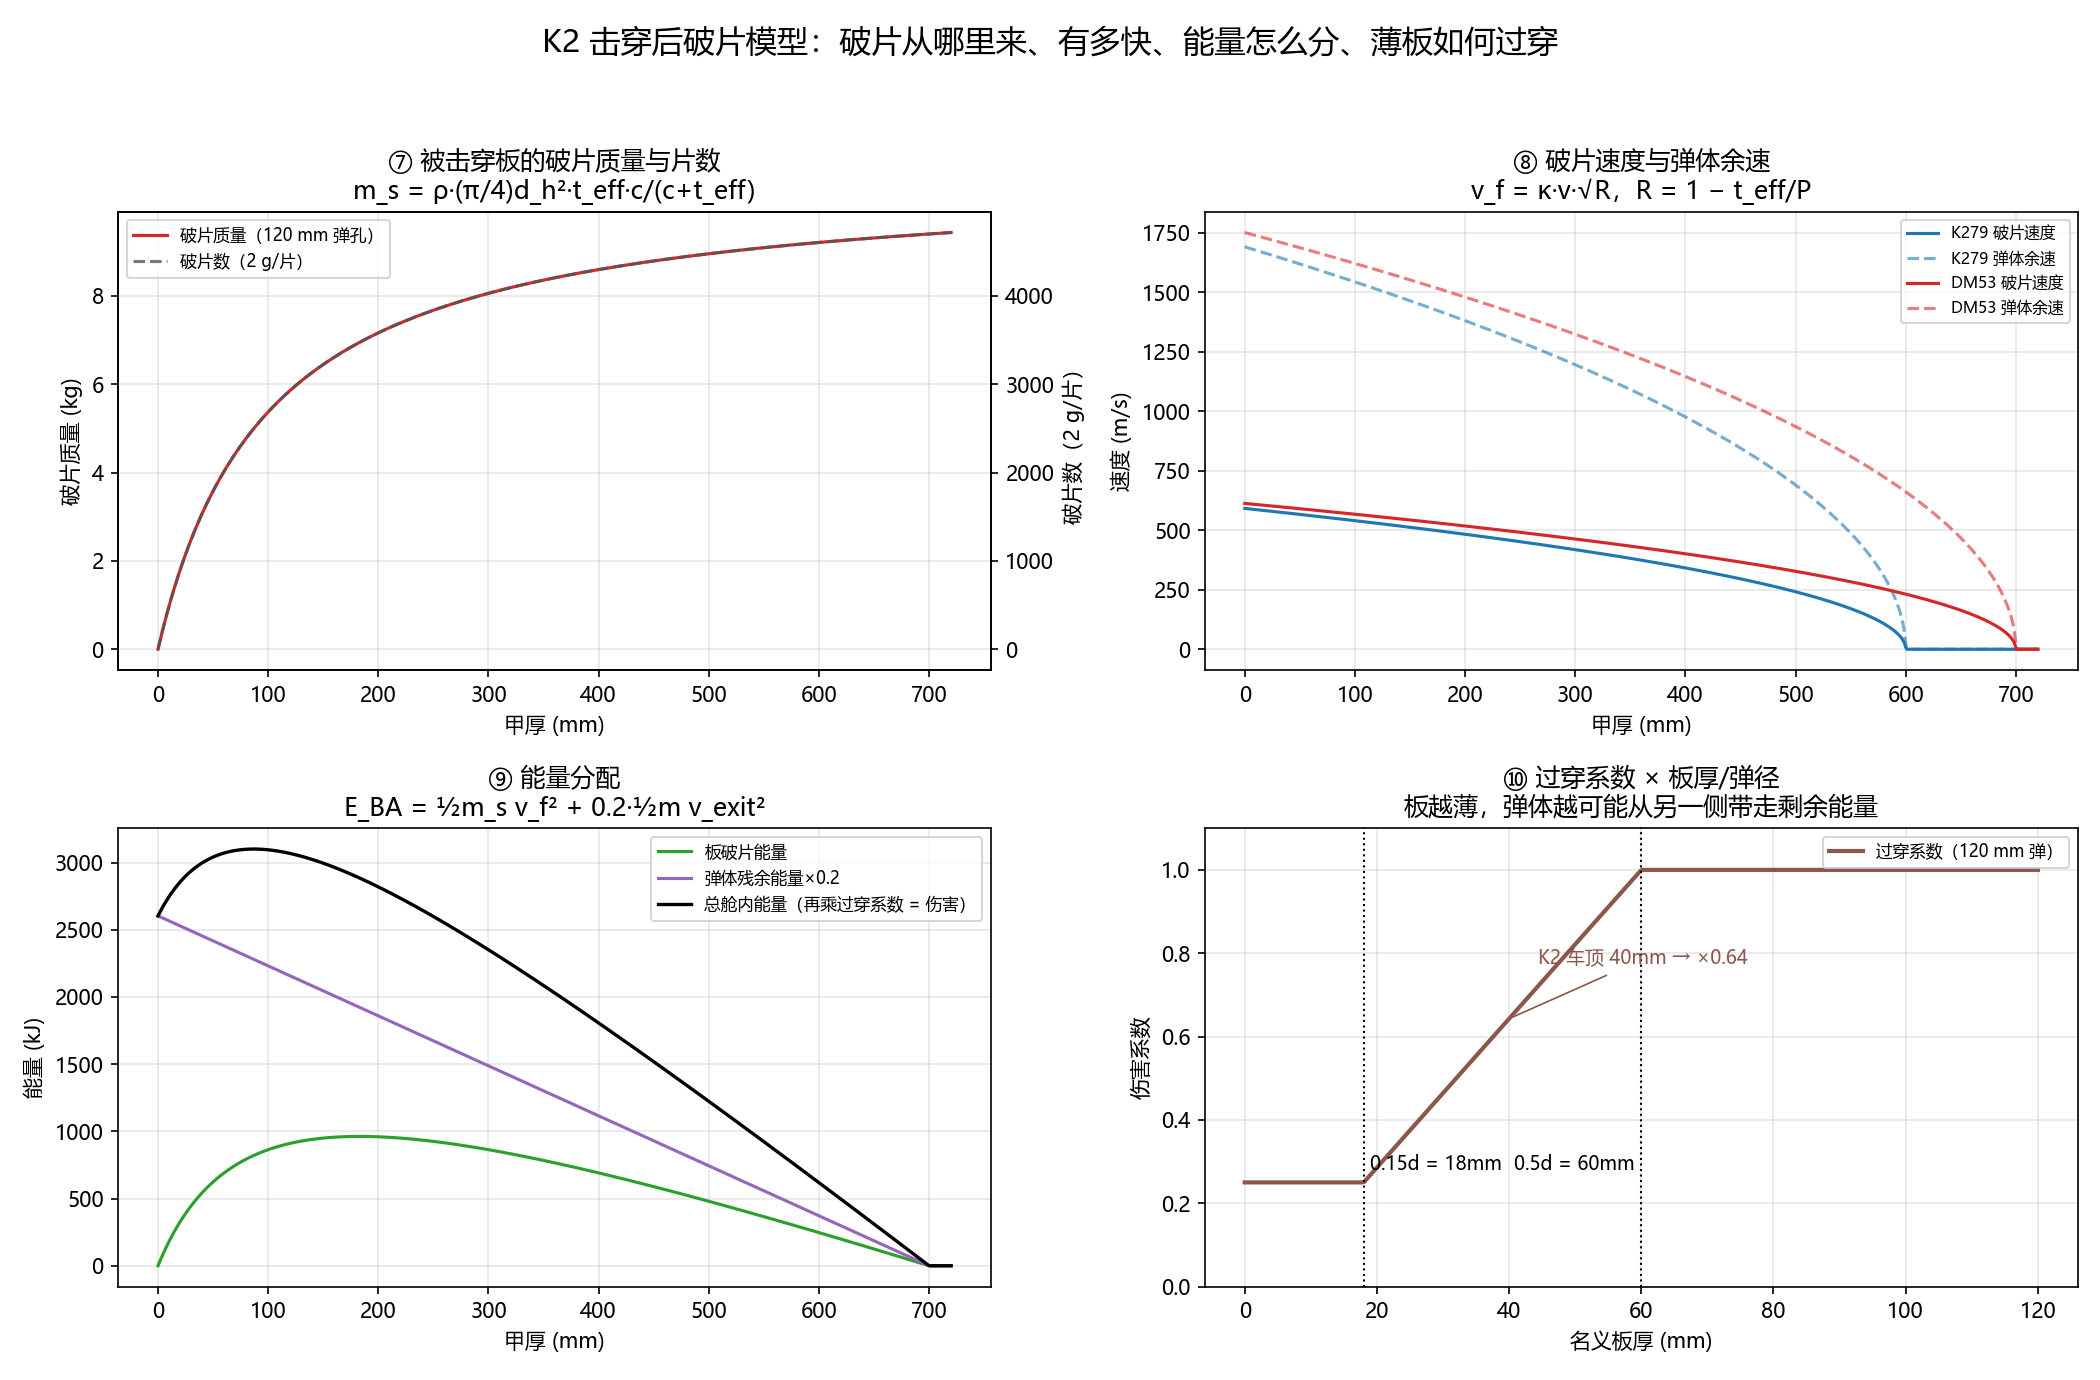 K2 击穿后破片模型：破片从哪里来、有多快、能量怎么分、薄板如何过穿
⑦ 被击穿板的破片质量与片数
m_s = ρ·(π/4)d_h²·t_eff·c/(c+t_eff)
破片质量（120 mm 弹孔）
破片数（2 g/片）
破片质量 (kg)
8
6
4
2
0
4000
3000
2000
1000
0
破片数（2 g/片）
0 100 200 300 400 500 600 700
甲厚 (mm)
⑧ 破片速度与弹体余速
v_f = κ·v·√R，R = 1 − t_eff/P
K279 破片速度
K279 弹体余速
DM53 破片速度
DM53 弹体余速
速度 (m/s)
1750
1500
1250
1000
750
500
250
0
0 100 200 300 400 500 600 700
甲厚 (mm)
⑨ 能量分配
E_BA = ½m_s v_f² + 0.2·½m v_exit²
板破片能量
弹体残余能量×0.2
总舱内能量（再乘过穿系数 = 伤害）
能量 (kJ)
3000
2500
2000
1500
1000
500
0
0 100 200 300 400 500 600 700
甲厚 (mm)
⑩ 过穿系数 × 板厚/弹径
板越薄，弹体越可能从另一侧带走剩余能量
过穿系数（120 mm 弹）
K2 车顶 40mm → ×0.64
0.15d = 18mm 0.5d = 60mm
伤害系数
1.0
0.8
0.6
0.4
0.2
0.0
0 20 40 60 80 100 120
名义板厚 (mm)